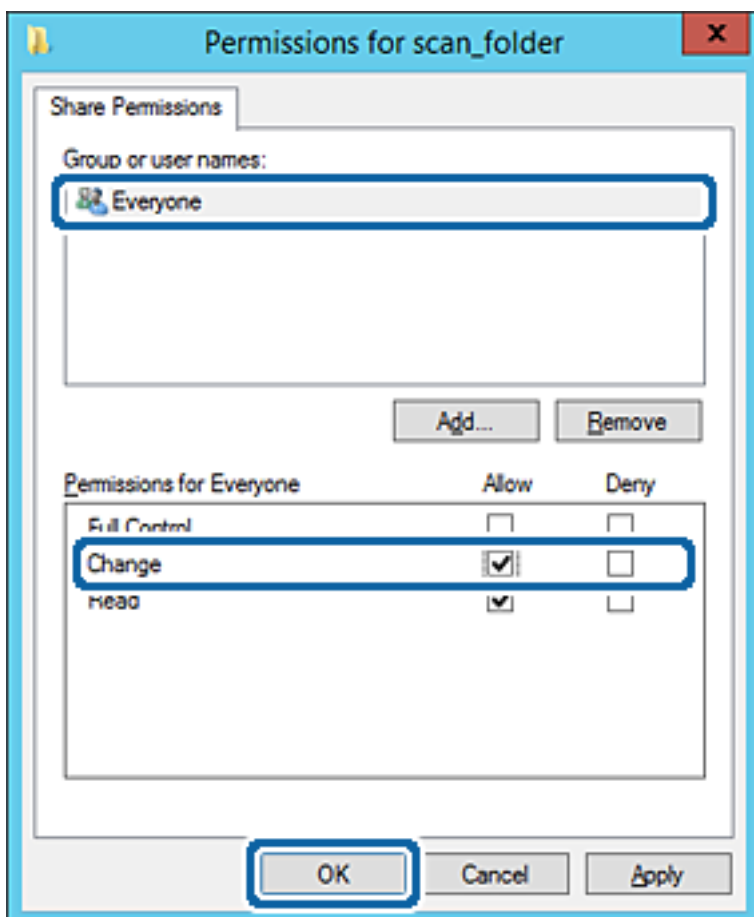 Permissions for scan_folder
x
Share Permissions
Group or user names:
Everyone
Add... Remove
Permissions for Everyone Allow Deny
Full Control
Change
Read
OK Cancel Apply